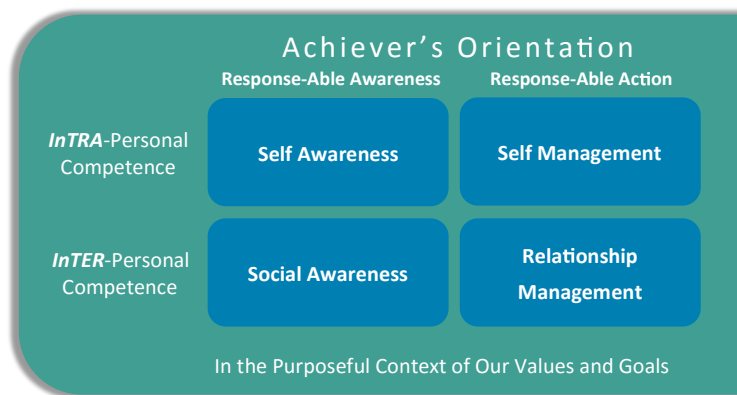 Achiever's Orientation
Response-Able Awareness
Response-Able Action
InTRA-Personal
Competence
Self Awareness
Self Management
InTER-Personal
Competence
Social Awareness
Relationship
Management
In the Purposeful Context of Our Values and Goals